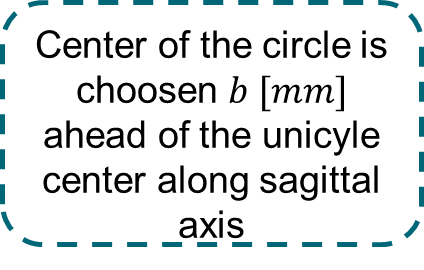 Center of the circle is
choosen b [mm]
ahead of the unicyle
center along sagittal
axis